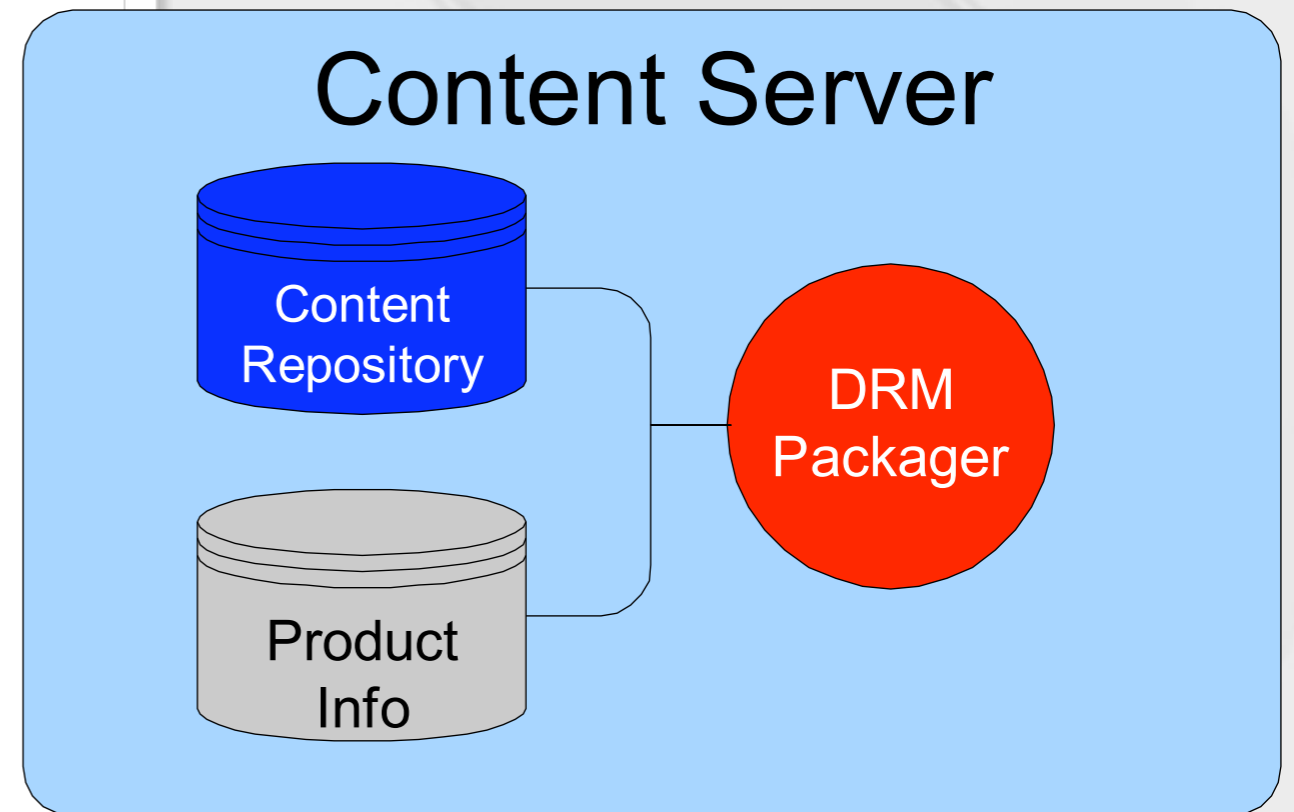 Content Server
Content
Repository
DRM
Packager
Product
Info